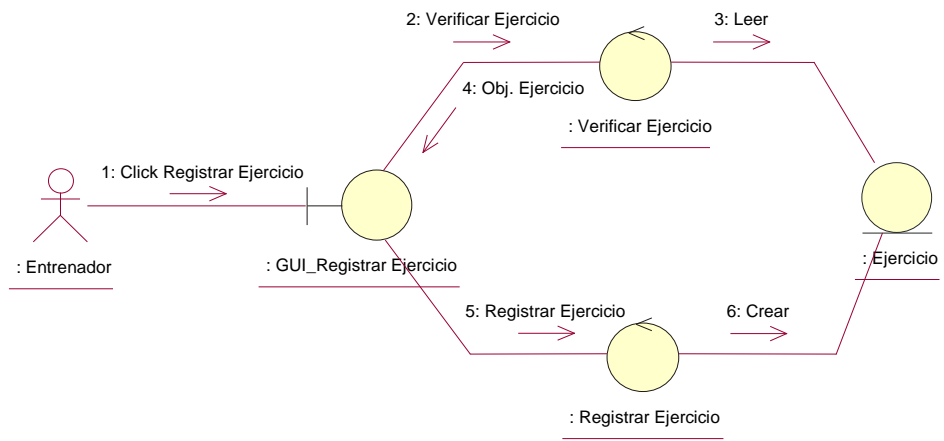 2: Verificar Ejercicio
3: Leer
4: Obj. Ejercicio
: Verificar Ejercicio
1: Click Registrar Ejercicio
: Entrenador
: GUI_Registrar Ejercicio
: Ejercicio
5: Registrar Ejercicio
6: Crear
: Registrar Ejercicio